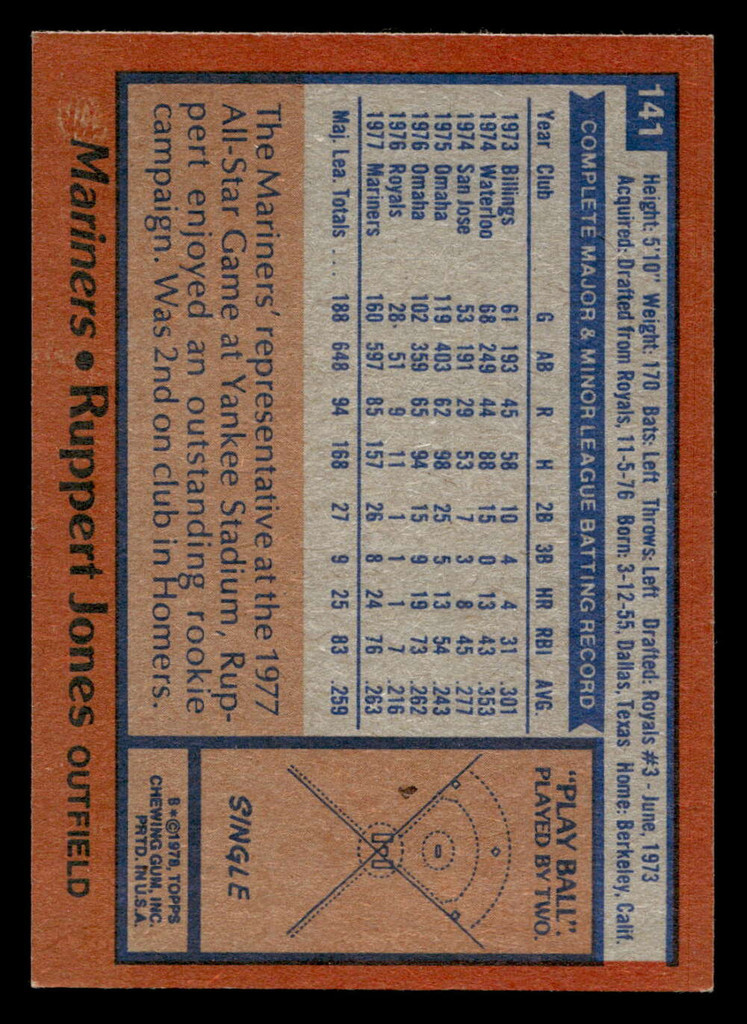 141
Height: 5'10" Weight: 170 Bats: Left Throws: Left Drafted: Royals #3 - June, 1973
Acquired: Drafted from Royals, 11-5-76 Born: 3-12-55, Dallas, Texas Home: Berkeley, Calif.
COMPLETE MAJOR & MINOR LEAGUE BATTING RECORD
Year Club G AB R H 2B 3B HR RBI AVG.
1973 Billings 61 193 45 58 10 4 4 31 .301
1974 Waterloo 68 249 44 88 15 0 13 43 .353
1974 San Jose 53 191 29 53 7 3 8 45 .277
1975 Omaha 119 403 62 98 25 5 13 54 .243
1976 Omaha 102 359 65 94 15 9 19 73 .262
1976 Royals 28 51 9 11 1 1 1 7 .216
1977 Mariners 160 597 85 157 26 8 24 76 .263
Maj. Lea. Totals ... 188 648 94 168 27 9 25 83 .259
The Mariners' representative at the 1977
All-Star Game at Yankee Stadium, Rup-
pert enjoyed an outstanding rookie
campaign. Was 2nd on club in Homers.
"PLAY BALL".
PLAYED BY TWO.
SINGLE
B*©1978, TOPPS
CHEWING GUM, INC.
PRTD. IN U.S.A.
Mariners • Ruppert Jones OUTFIELD